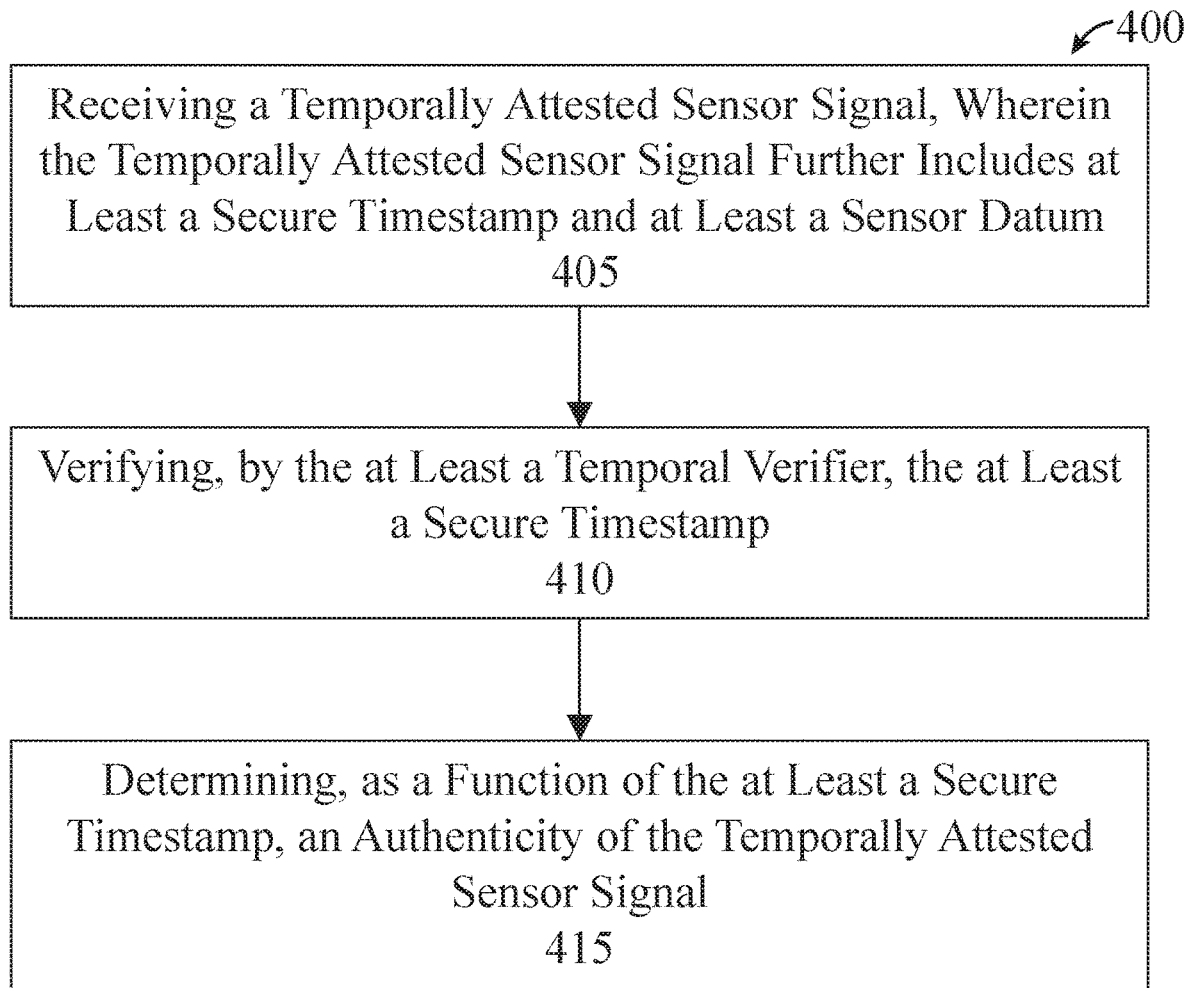 400
Receiving a Temporally Attested Sensor Signal, Wherein
the Temporally Attested Sensor Signal Further Includes at
Least a Secure Timestamp and at Least a Sensor Datum
405
Verifying, by the at Least a Temporal Verifier, the at Least
a Secure Timestamp
410
Determining, as a Function of the at Least a Secure
Timestamp, an Authenticity of the Temporally Attested
Sensor Signal
415